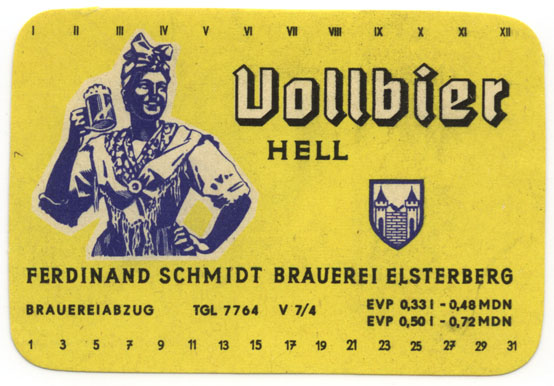 I II III IV V VI VII VIII IX X XI XII
Vollbier
HELL
FERDINAND SCHMIDT BRAUEREI ELSTERBERG
BRAUEREIABZUG TGL 7764 V 7/4 EVP 0,33 l - 0,48 MDN
EVP 0,50 l - 0,72 MDN
1 3 5 7 9 11 13 15 17 19 21 23 25 27 29 31